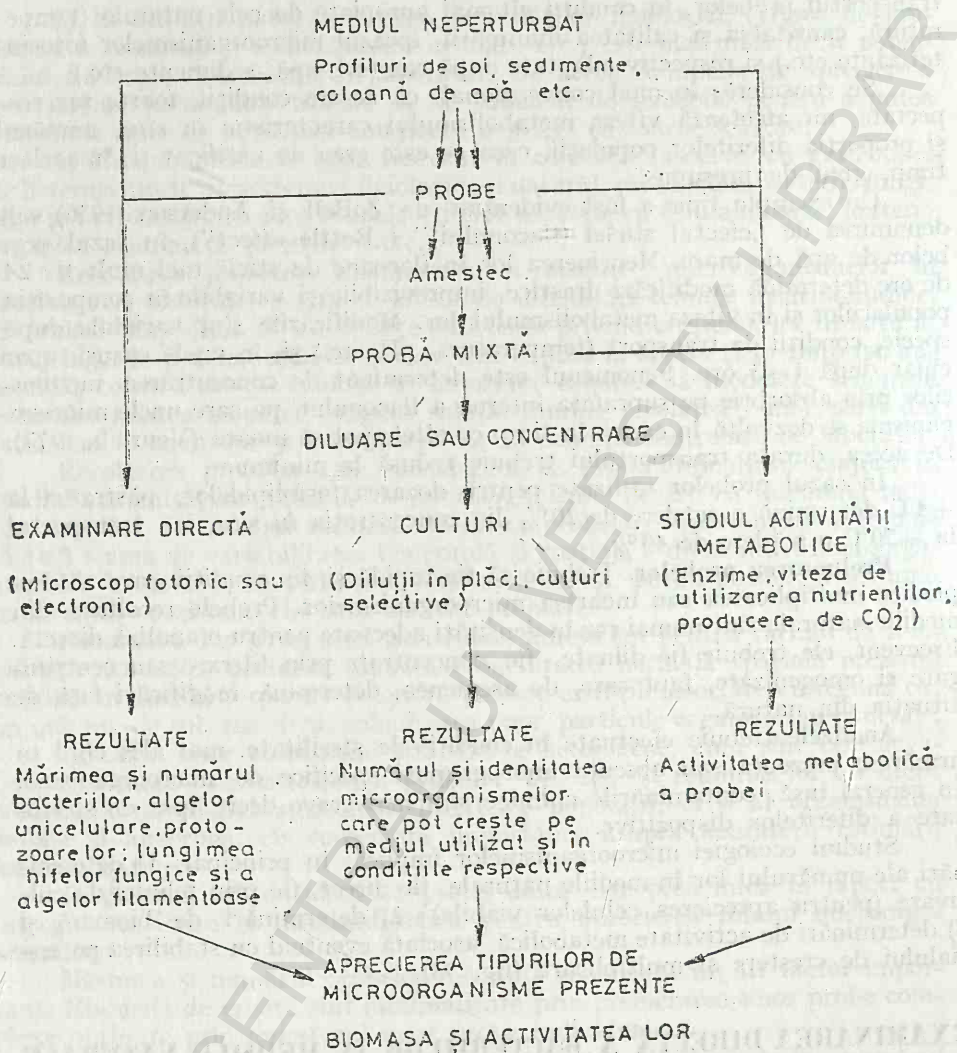 MEDIUL NEPERTURBAT
Profiluri de sol, sedimente,
coloană de apă etc.
PROBE
Amestec
PROBĂ MIXTĂ
DILUARE SAU CONCENTRARE
EXAMINARE DIRECTĂ
(Microscop fotonic sau
electronic)
CULTURI
(Diluții în plăci, culturi
selective)
STUDIUL ACTIVITĂȚII
METABOLICE
(Enzime, viteza de
utilizare a nutrienților,
producere de CO2)
REZULTATE
Mărimea și numărul
bacteriilor, algelor
unicelulare, proto-
zoarelor; lungimea
hifelor fungice și a
algelor filamentoase
REZULTATE
Numărul și identitatea
microorganismelor
care pot crește pe
mediul utilizat și în
condițiile respective
REZULTATE
Activitatea metabolică
a probei
APRECIEREA TIPURILOR DE
MICROORGANISME PREZENTE
BIOMASA ȘI ACTIVITATEA LOR
CENTRAL UNIVERSITY LIBRARY